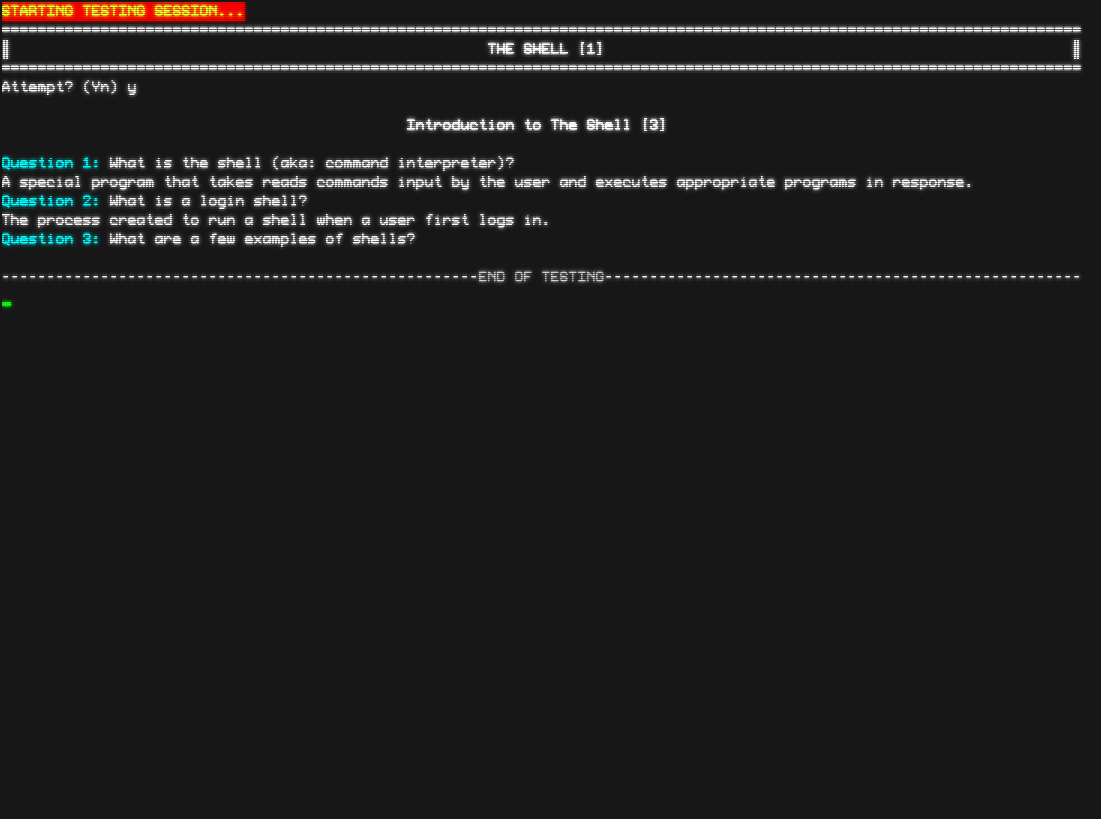 STARTING TESTING SESSION...
====================================================================================================================
THE SHELL [1]
====================================================================================================================
Attempt? (Yn) y
Introduction to The Shell [3]
Question 1: What is the shell (aka: command interpreter)?
A special program that takes reads commands input by the user and executes appropriate programs in response.
Question 2: What is a login shell?
The process created to run a shell when a user first logs in.
Question 3: What are a few examples of shells?
-----------------------------------------------------END OF TESTING-----------------------------------------------------